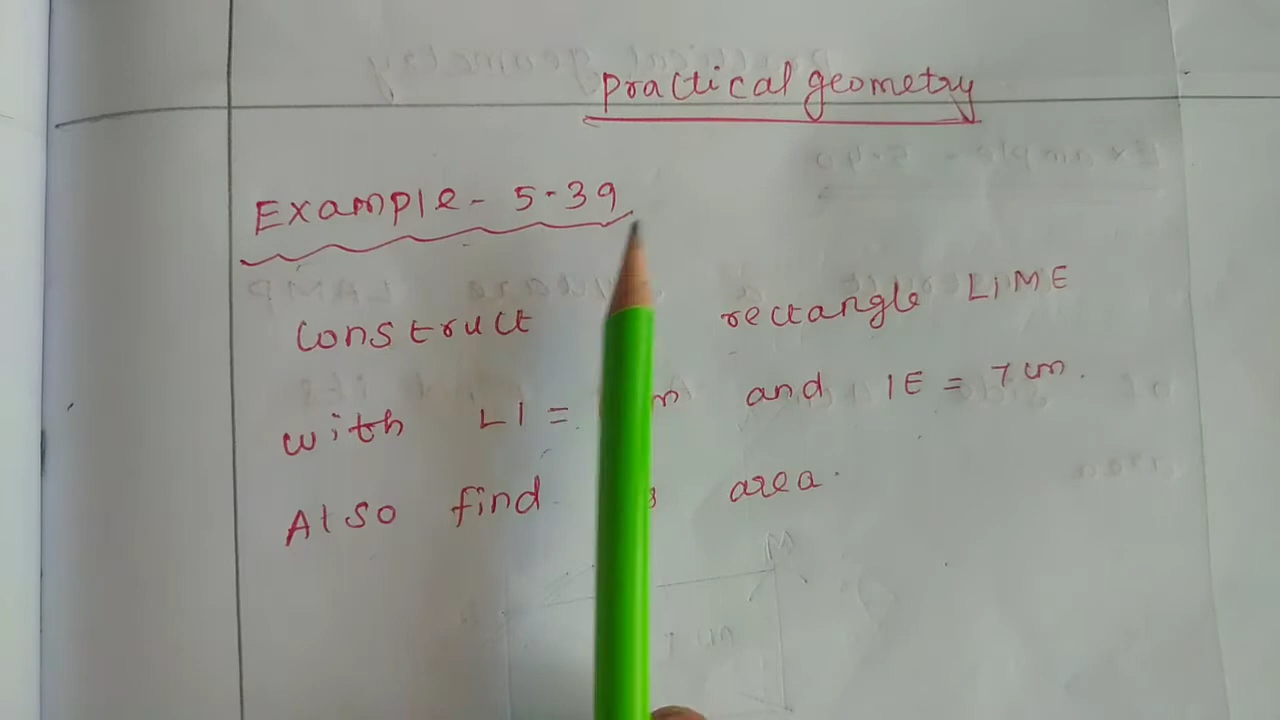 Practical geometry
Example - 5.39
Construct rectangle LIME
with LI = m and IE = 7 cm.
Also find area.